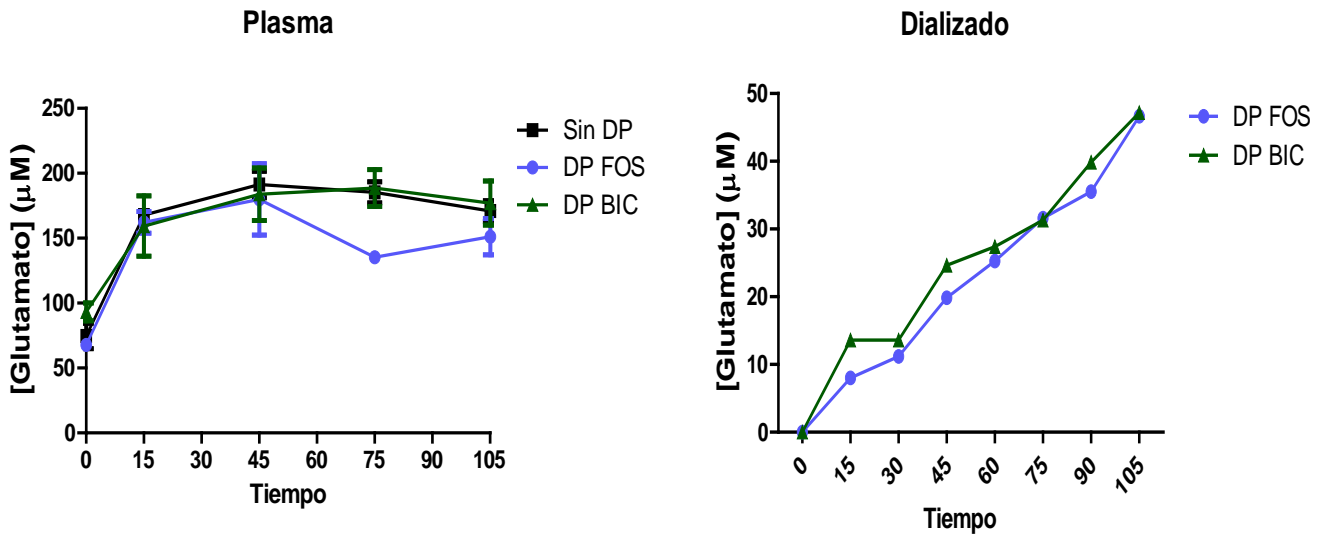 Plasma
250
200
150
100
50
0
[Glutamato] (μM)
0 15 30 45 60 75 90 105
Tiempo
Sin DP
DP FOS
DP BIC
Dializado
50
40
30
20
10
0
[Glutamato] (μM)
0 15 30 45 60 75 90 105
Tiempo
DP FOS
DP BIC